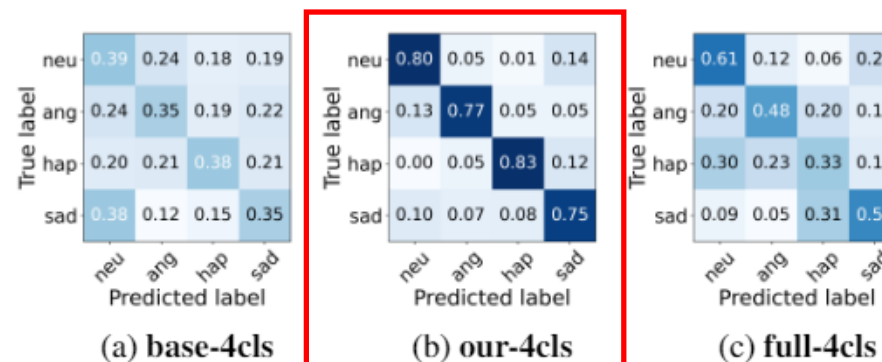 neu 0.39 0.24 0.18 0.19
ang 0.24 0.35 0.19 0.22
hap 0.20 0.21 0.38 0.21
sad 0.38 0.12 0.15 0.35
True label
neu ang hap sad
Predicted label
(a) base-4cls
neu 0.80 0.05 0.01 0.14
ang 0.13 0.77 0.05 0.05
hap 0.00 0.05 0.83 0.12
sad 0.10 0.07 0.08 0.75
True label
neu ang hap sad
Predicted label
(b) our-4cls
neu 0.61 0.12 0.06
ang 0.20 0.48 0.20
hap 0.30 0.23 0.33
sad 0.09 0.05 0.31
True label
neu ang hap sad
Predicted label
(c) full-4cls